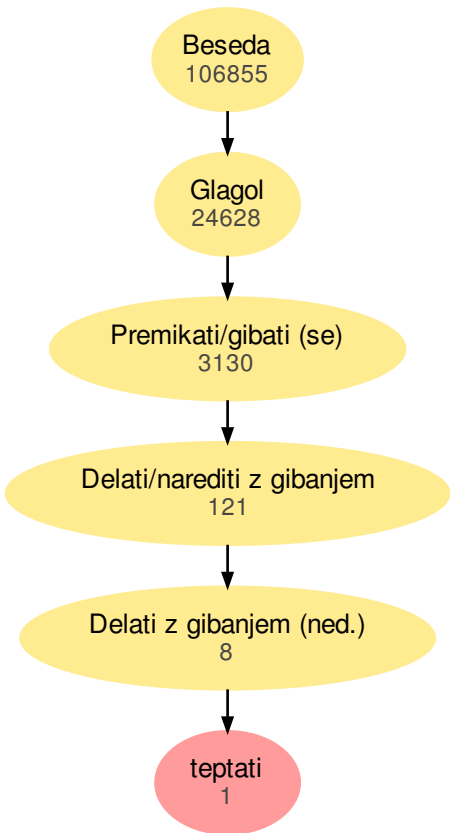 Beseda
106855
Glagol
24628
Premikati/gibati (se)
3130
Delati/narediti z gibanjem
121
Delati z gibanjem (ned.)
8
teptati
1